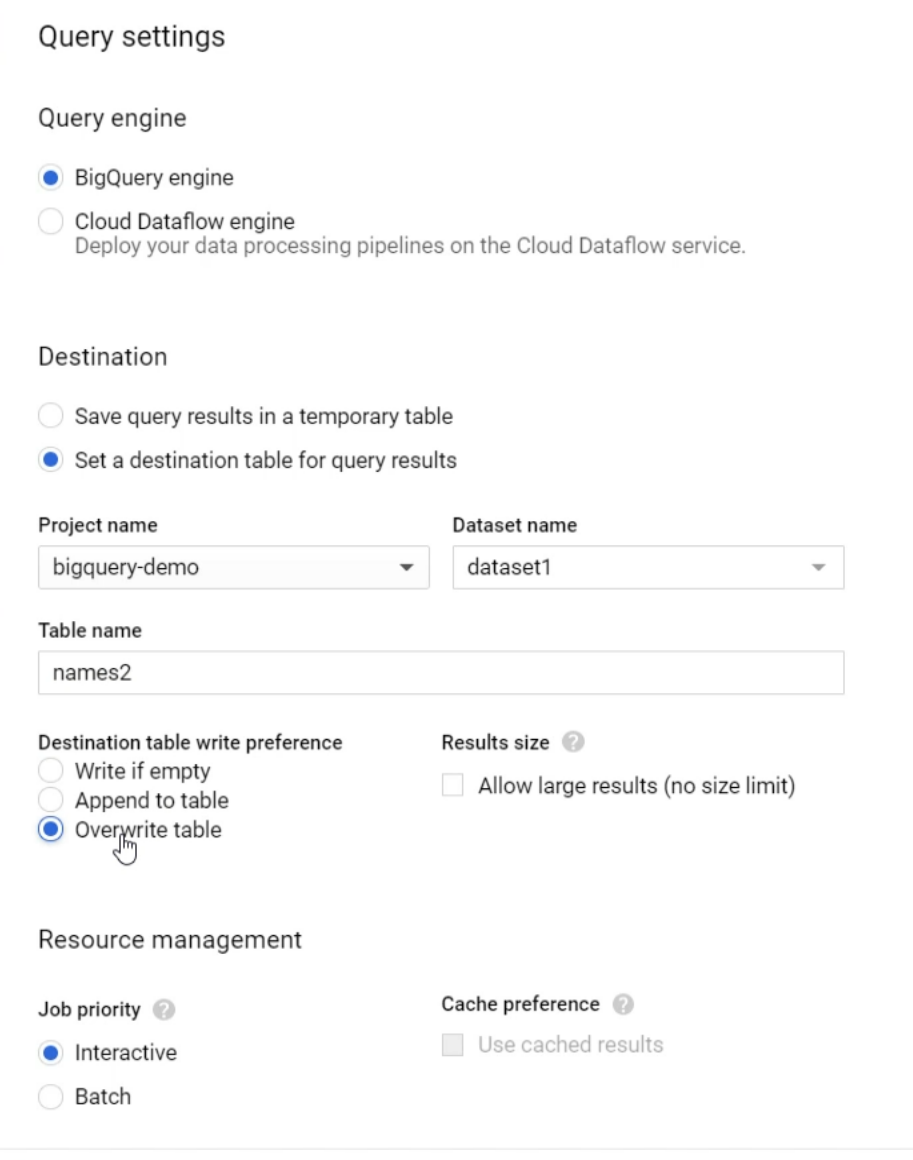 Query settings
Query engine
BigQuery engine
Cloud Dataflow engine
Deploy your data processing pipelines on the Cloud Dataflow service.
Destination
Save query results in a temporary table
Set a destination table for query results
Project name
Dataset name
bigquery-demo
dataset1
Table name
names2
Destination table write preference
Results size ?
Write if empty
Allow large results (no size limit)
Append to table
Overwrite table
Resource management
Job priority ?
Cache preference ?
Interactive
Use cached results
Batch